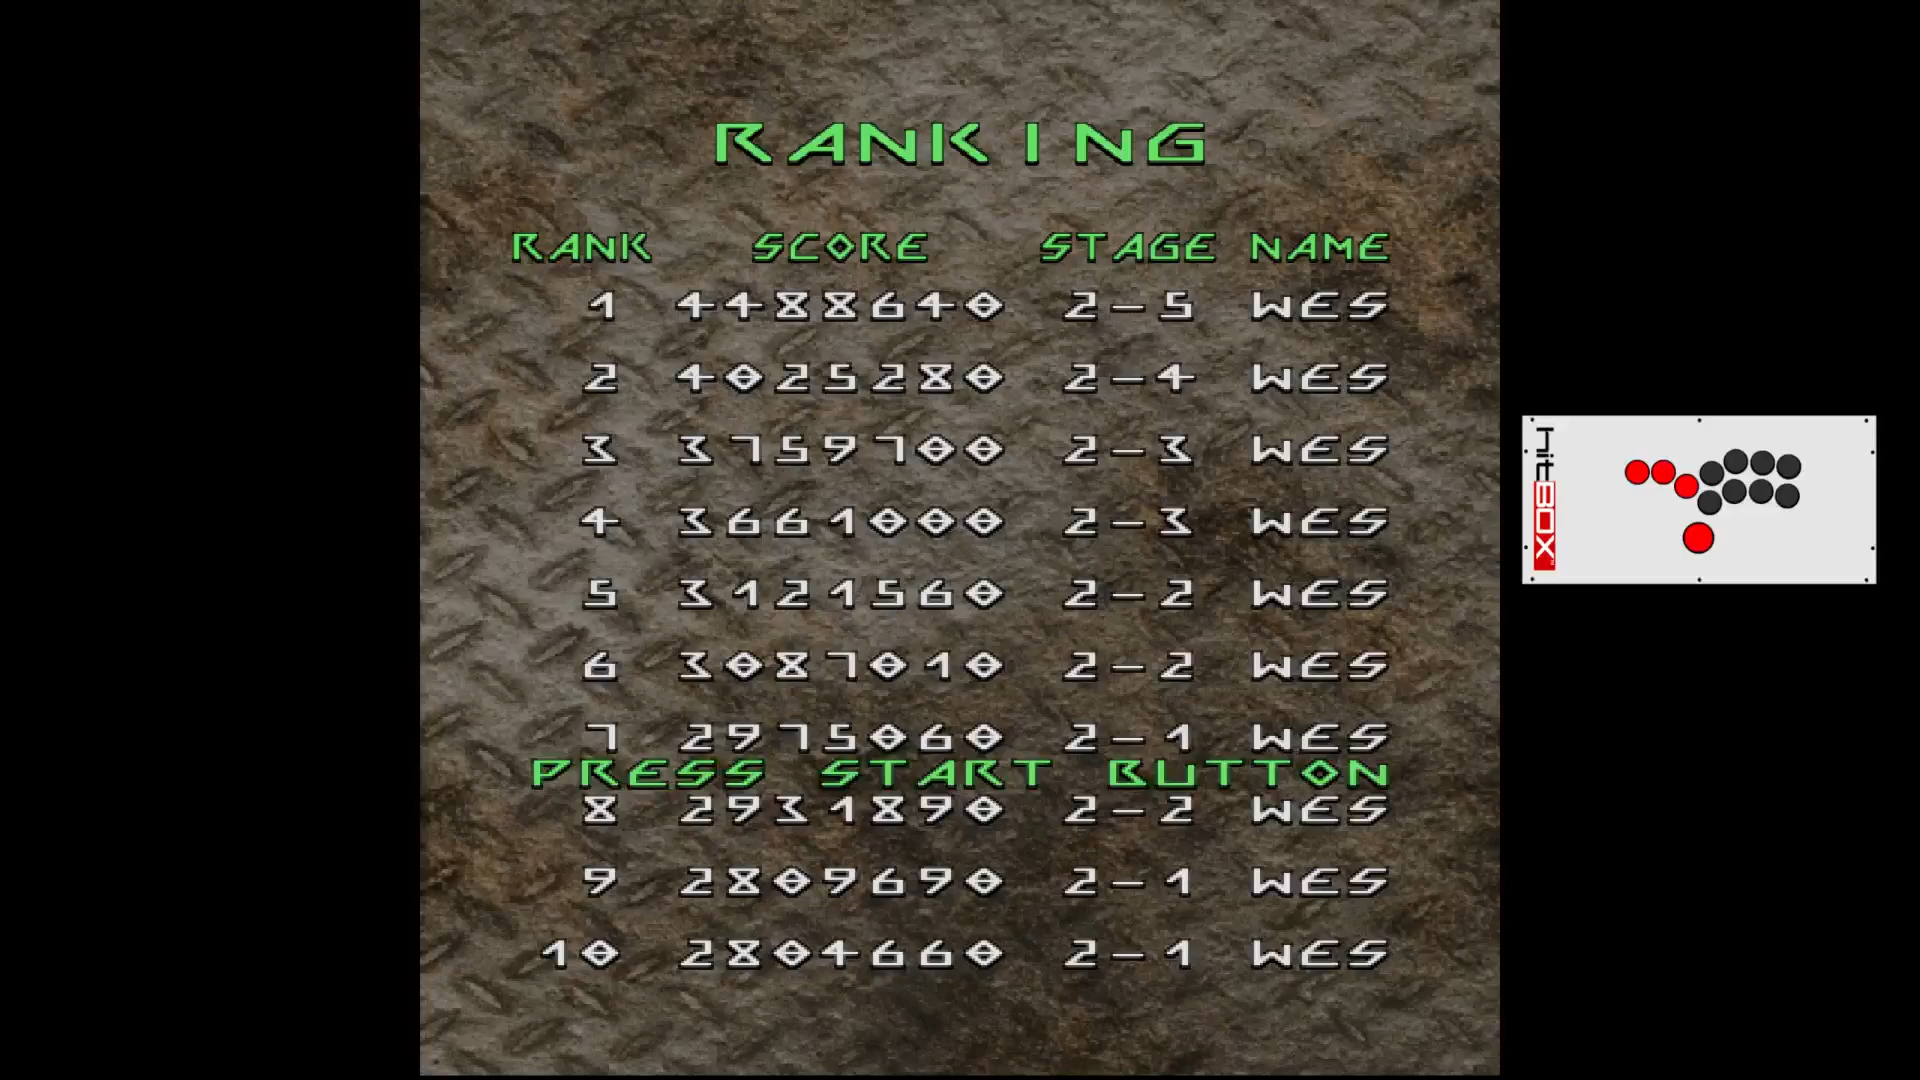 RANKING
RANK SCORE STAGE NAME
1 4488640 2-5 WES
2 4025280 2-4 WES
3 3759700 2-3 WES
4 3661000 2-3 WES
5 3121560 2-2 WES
6 3087010 2-2 WES
7 2975060 2-1 WES
PRESS START BUTTON
8 2931890 2-2 WES
9 2809690 2-1 WES
10 2804660 2-1 WES
hitBOX